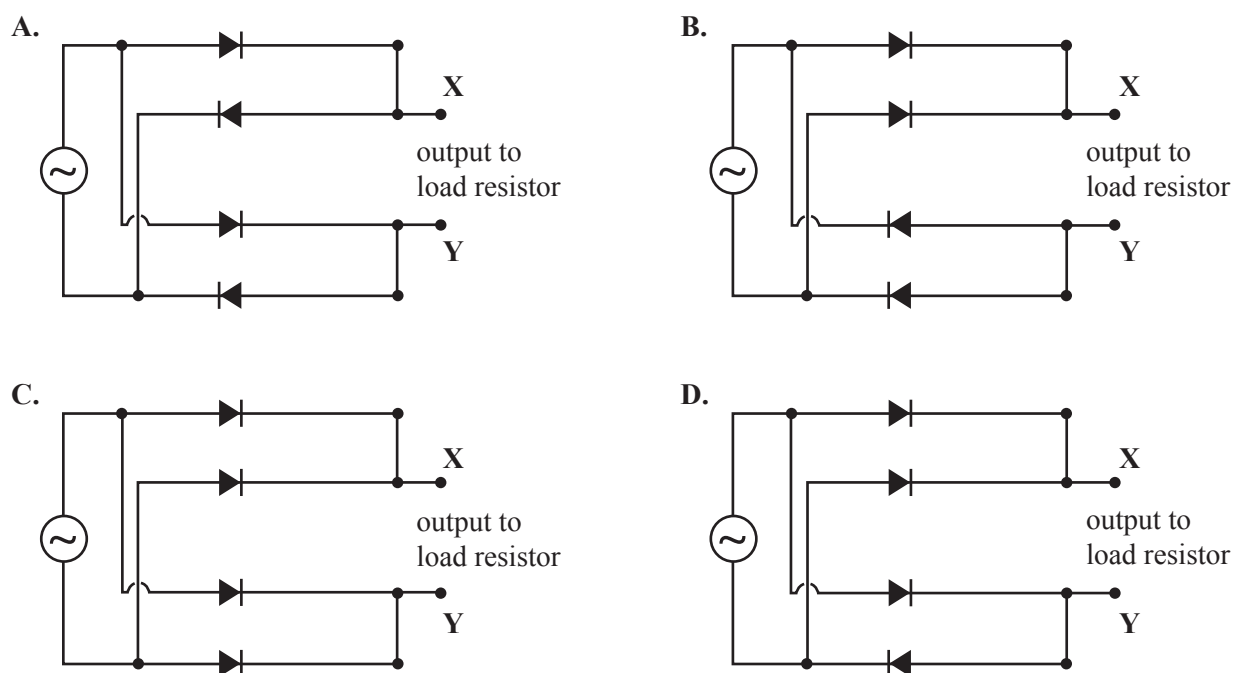 A.
X
output to
load resistor
Y
B.
X
output to
load resistor
Y
C.
X
output to
load resistor
Y
D.
X
output to
load resistor
Y